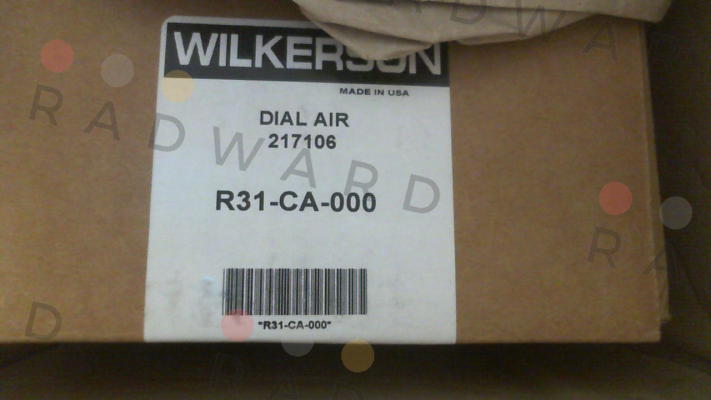 WILKERSON
MADE IN USA
DIAL AIR
217106
R31-CA-000
"R31-CA-000"
RADWARD